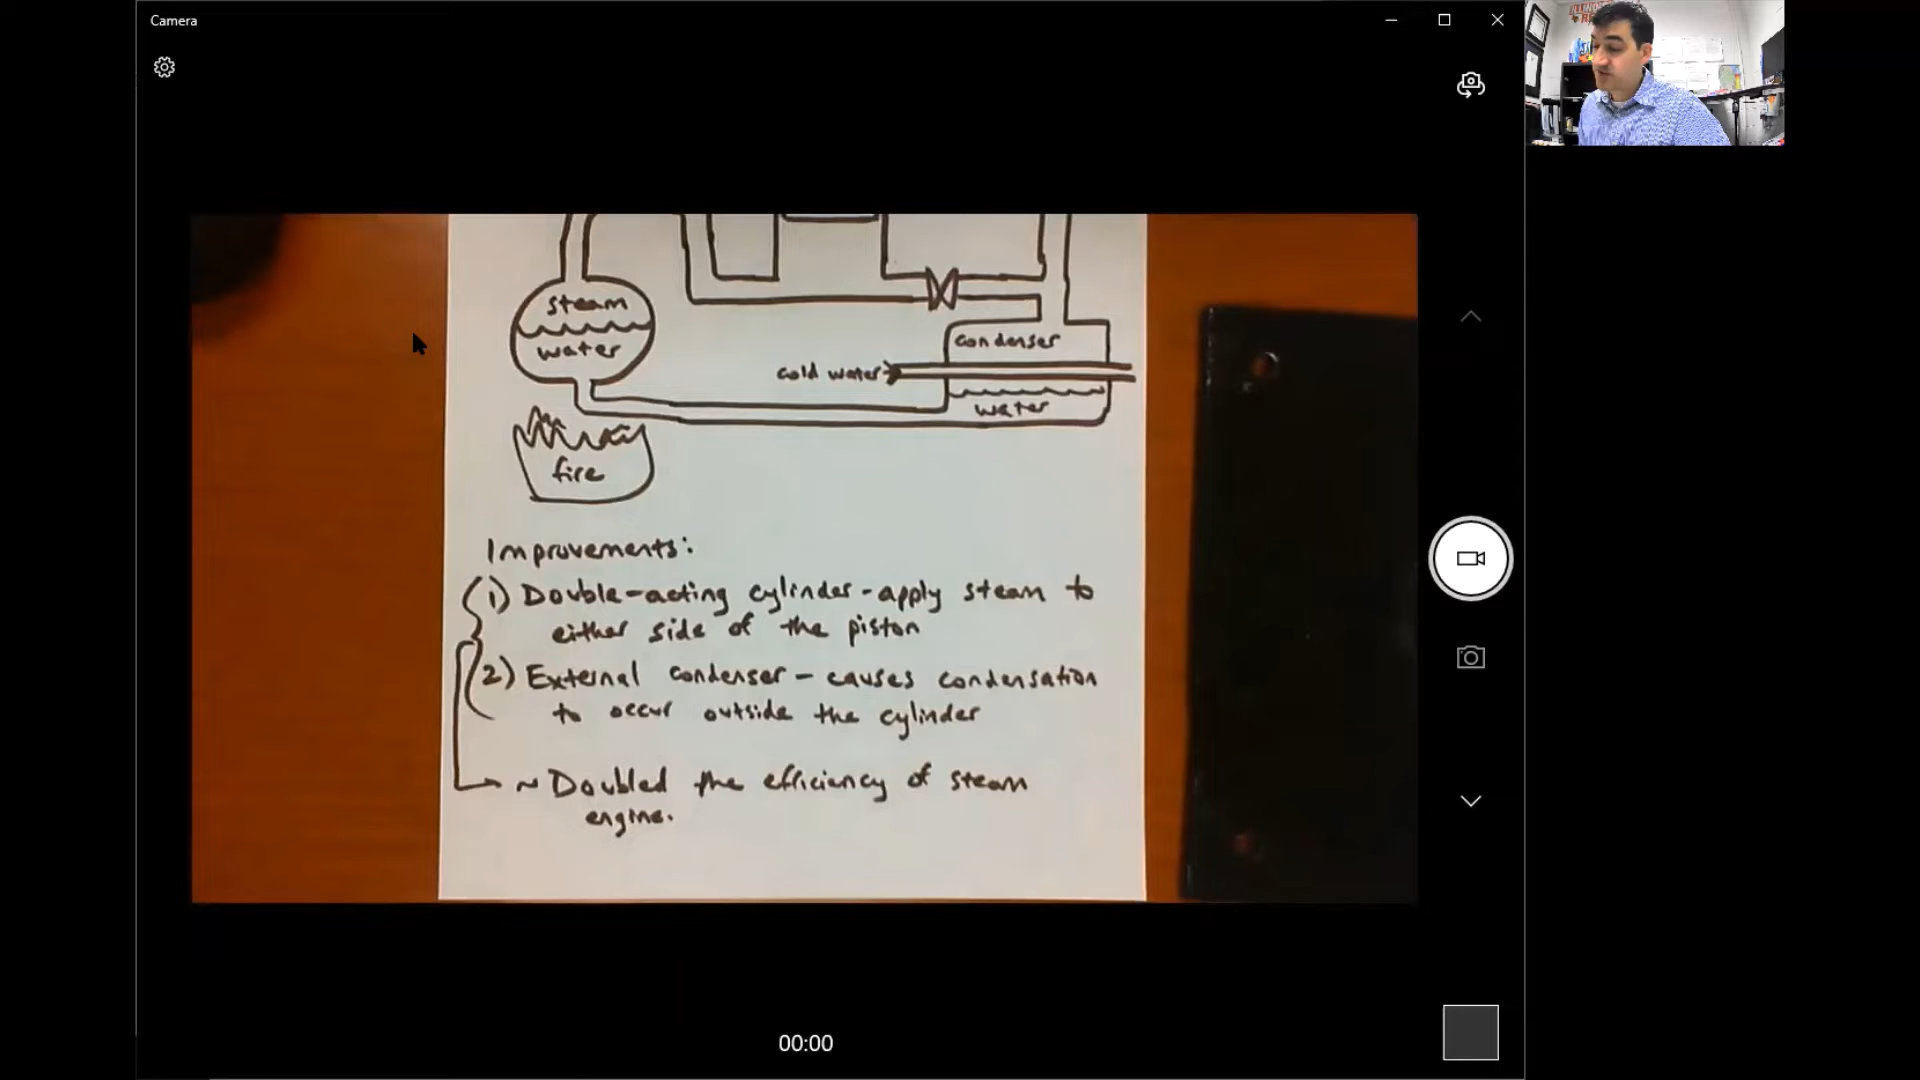 Camera
steam
water
condenser
cold water
water
fire
Improvements:
1) Double-acting cylinder - apply steam to
either side of the piston
2) External condenser - causes condensation
to occur outside the cylinder
~ Doubled the efficiency of steam
engine.
00:00